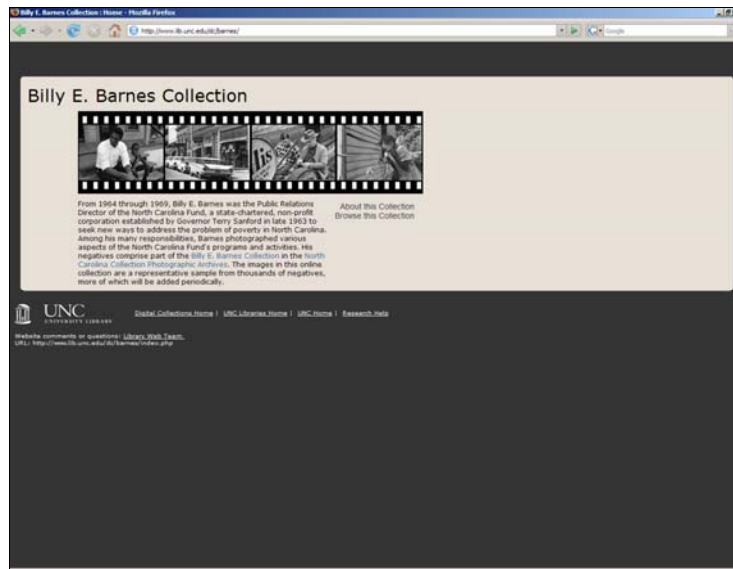 Billy E. Barnes Collection : Home - Mozilla Firefox
http://www.lib.unc.edu/dc/barnes/
Google
Billy E. Barnes Collection
lis
From 1964 through 1969, Billy E. Barnes was the Public Relations
Director of the North Carolina Fund, a state-chartered, non-profit
corporation established by Governor Terry Sanford in late 1963 to
seek new ways to address the problem of poverty in North Carolina.
Among his many responsibilities, Barnes photographed various
aspects of the North Carolina Fund's programs and activities. His
negatives comprise part of the Billy E. Barnes Collection in the North
Carolina Collection Photographic Archives. The images in this online
collection are a representative sample from thousands of negatives,
more of which will be added periodically.
About this Collection
Browse this Collection
UNC
UNIVERSITY LIBRARY
Digital Collections Home | UNC Libraries Home | UNC Home | Research Help
Website comments or questions: Library Web Team.
URL: http://www.lib.unc.edu/dc/barnes/index.php